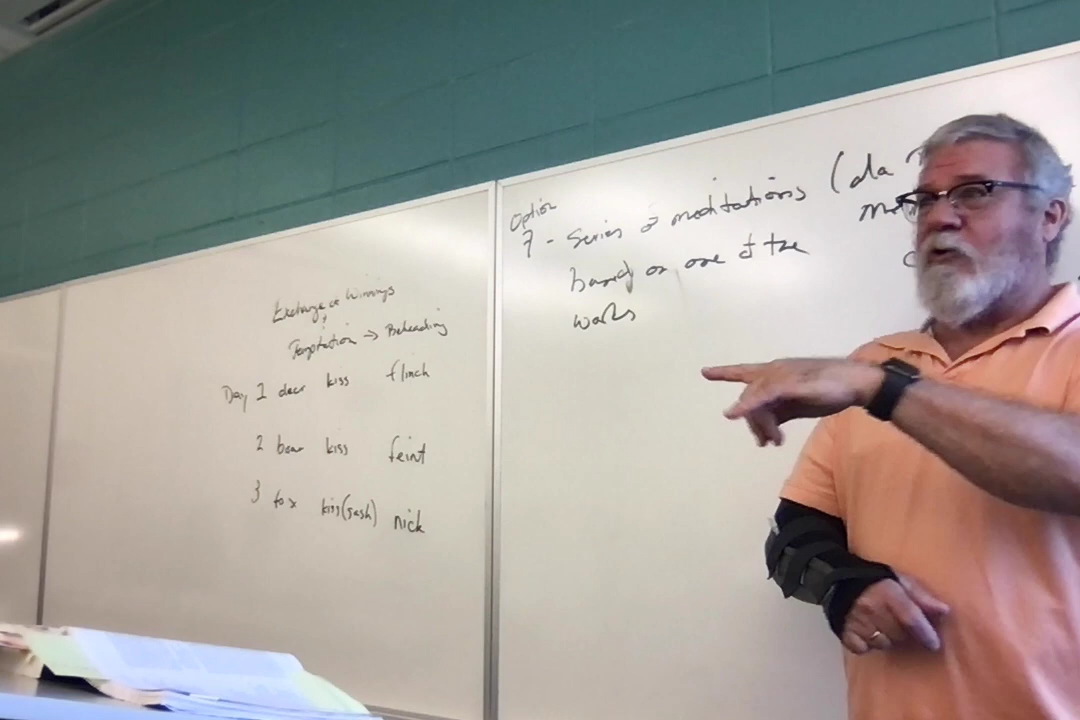 Exchange of Winnings
Temptation → Beheading
Day 1 deer kiss flinch
2 boar kiss feint
3 fox kiss (sash) nick
Option
7 - Series of meditations (da
based on one of the
works